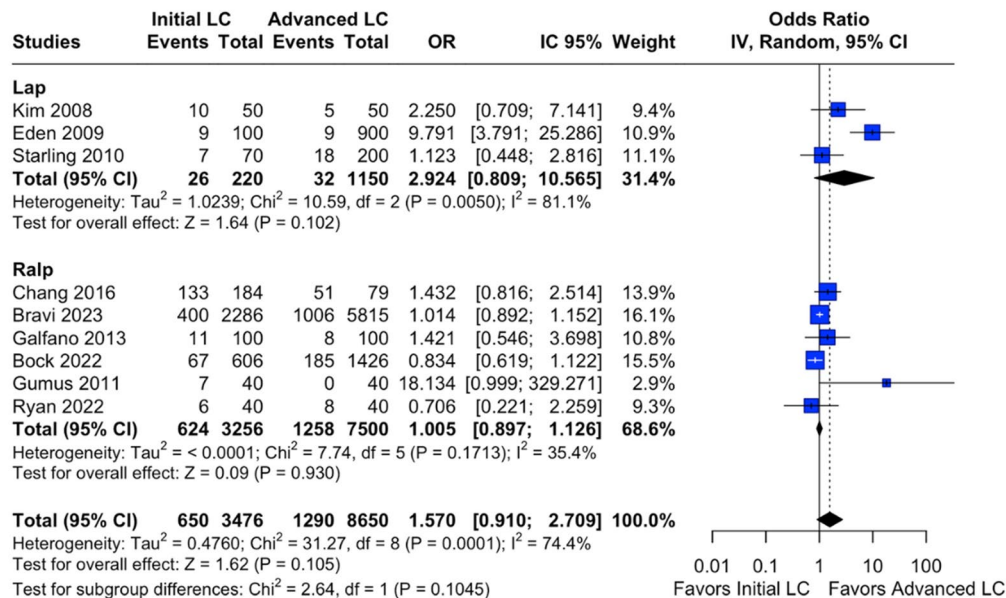 Initial LC Advanced LC Odds Ratio
Studies Events Total Events Total OR IC 95% Weight IV, Random, 95% CI
Lap
Kim 2008 10 50 5 50 2.250 [0.709; 7.141] 9.4%
Eden 2009 9 100 9 900 9.791 [3.791; 25.286] 10.9%
Starling 2010 7 70 18 200 1.123 [0.448; 2.816] 11.1%
Total (95% CI) 26 220 32 1150 2.924 [0.809; 10.565] 31.4%
Heterogeneity: Tau² = 1.0239; Chi² = 10.59, df = 2 (P = 0.0050); I² = 81.1%
Test for overall effect: Z = 1.64 (P = 0.102)
Ralp
Chang 2016 133 184 51 79 1.432 [0.816; 2.514] 13.9%
Bravi 2023 400 2286 1006 5815 1.014 [0.892; 1.152] 16.1%
Galfano 2013 11 100 8 100 1.421 [0.546; 3.698] 10.8%
Bock 2022 67 606 185 1426 0.834 [0.619; 1.122] 15.5%
Gumus 2011 7 40 0 40 18.134 [0.999; 329.271] 2.9%
Ryan 2022 6 40 8 40 0.706 [0.221; 2.259] 9.3%
Total (95% CI) 624 3256 1258 7500 1.005 [0.897; 1.126] 68.6%
Heterogeneity: Tau² = < 0.0001; Chi² = 7.74, df = 5 (P = 0.1713); I² = 35.4%
Test for overall effect: Z = 0.09 (P = 0.930)
Total (95% CI) 650 3476 1290 8650 1.570 [0.910; 2.709] 100.0%
Heterogeneity: Tau² = 0.4760; Chi² = 31.27, df = 8 (P = 0.0001); I² = 74.4%
Test for overall effect: Z = 1.62 (P = 0.105)
Test for subgroup differences: Chi² = 2.64, df = 1 (P = 0.1045)
0.01 0.1 1 10 100
Favors Initial LC Favors Advanced LC